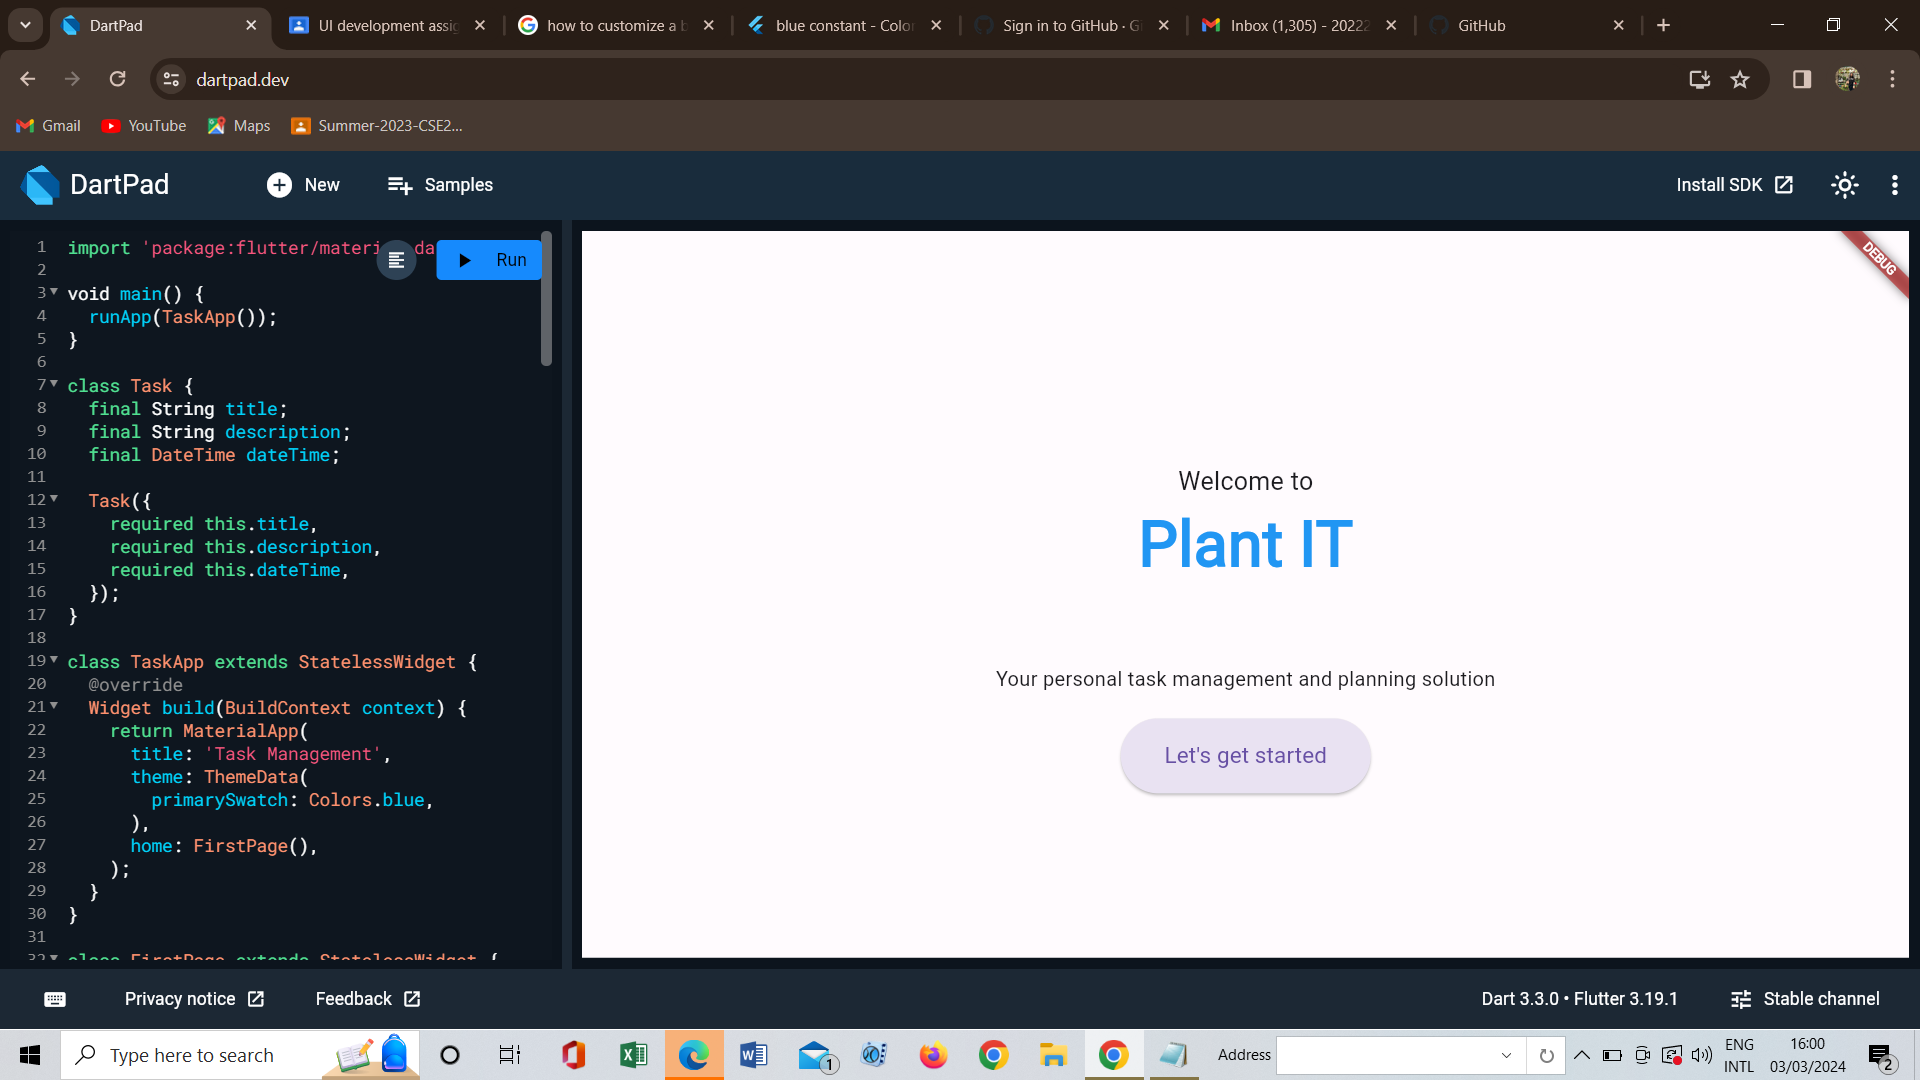 DartPad
UI development assig
how to customize a b
blue constant - Color
Sign in to GitHub · Gi
Inbox (1,305) - 20222
GitHub
dartpad.dev
Gmail
YouTube
Maps
Summer-2023-CSE2...
DartPad
New
Samples
Install SDK
1 import 'package:flutter/materi da
Run
2
3 void main() {
4 runApp(TaskApp());
5 }
6
7 class Task {
8 final String title;
9 final String description;
10 final DateTime dateTime;
11
12 Task({
13 required this.title,
14 required this.description,
15 required this.dateTime,
16 });
17 }
18
19 class TaskApp extends StatelessWidget {
20 @override
21 Widget build(BuildContext context) {
22 return MaterialApp(
23 title: 'Task Management',
24 theme: ThemeData(
25 primarySwatch: Colors.blue,
26 ),
27 home: FirstPage(),
28 );
29 }
30 }
31
32 class FirstPage extends StatelessWidget {
DEBUG
Welcome to
Plant IT
Your personal task management and planning solution
Let's get started
Privacy notice
Feedback
Dart 3.3.0 • Flutter 3.19.1
Stable channel
Type here to search
1
Address
ENG
INTL
16:00
03/03/2024
2